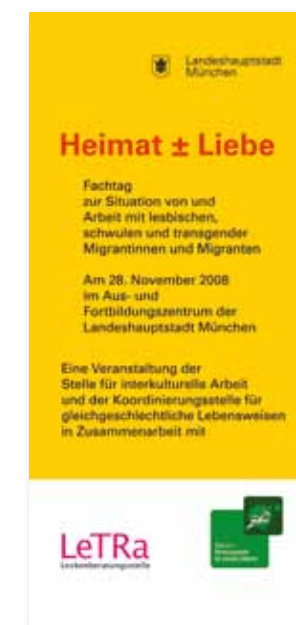 Landeshauptstadt
München
Heimat ± Liebe
Fachtag
zur Situation von und
Arbeit mit lesbischen,
schwulen und transgender
Migrantinnen und Migranten
Am 28. November 2008
im Aus- und
Fortbildungszentrum der
Landeshauptstadt München
Eine Veranstaltung der
Stelle für interkulturelle Arbeit
und der Koordinierungsstelle für
gleichgeschlechtliche Lebensweisen
in Zusammenarbeit mit
LeTRa
Lesbenberatungsstelle